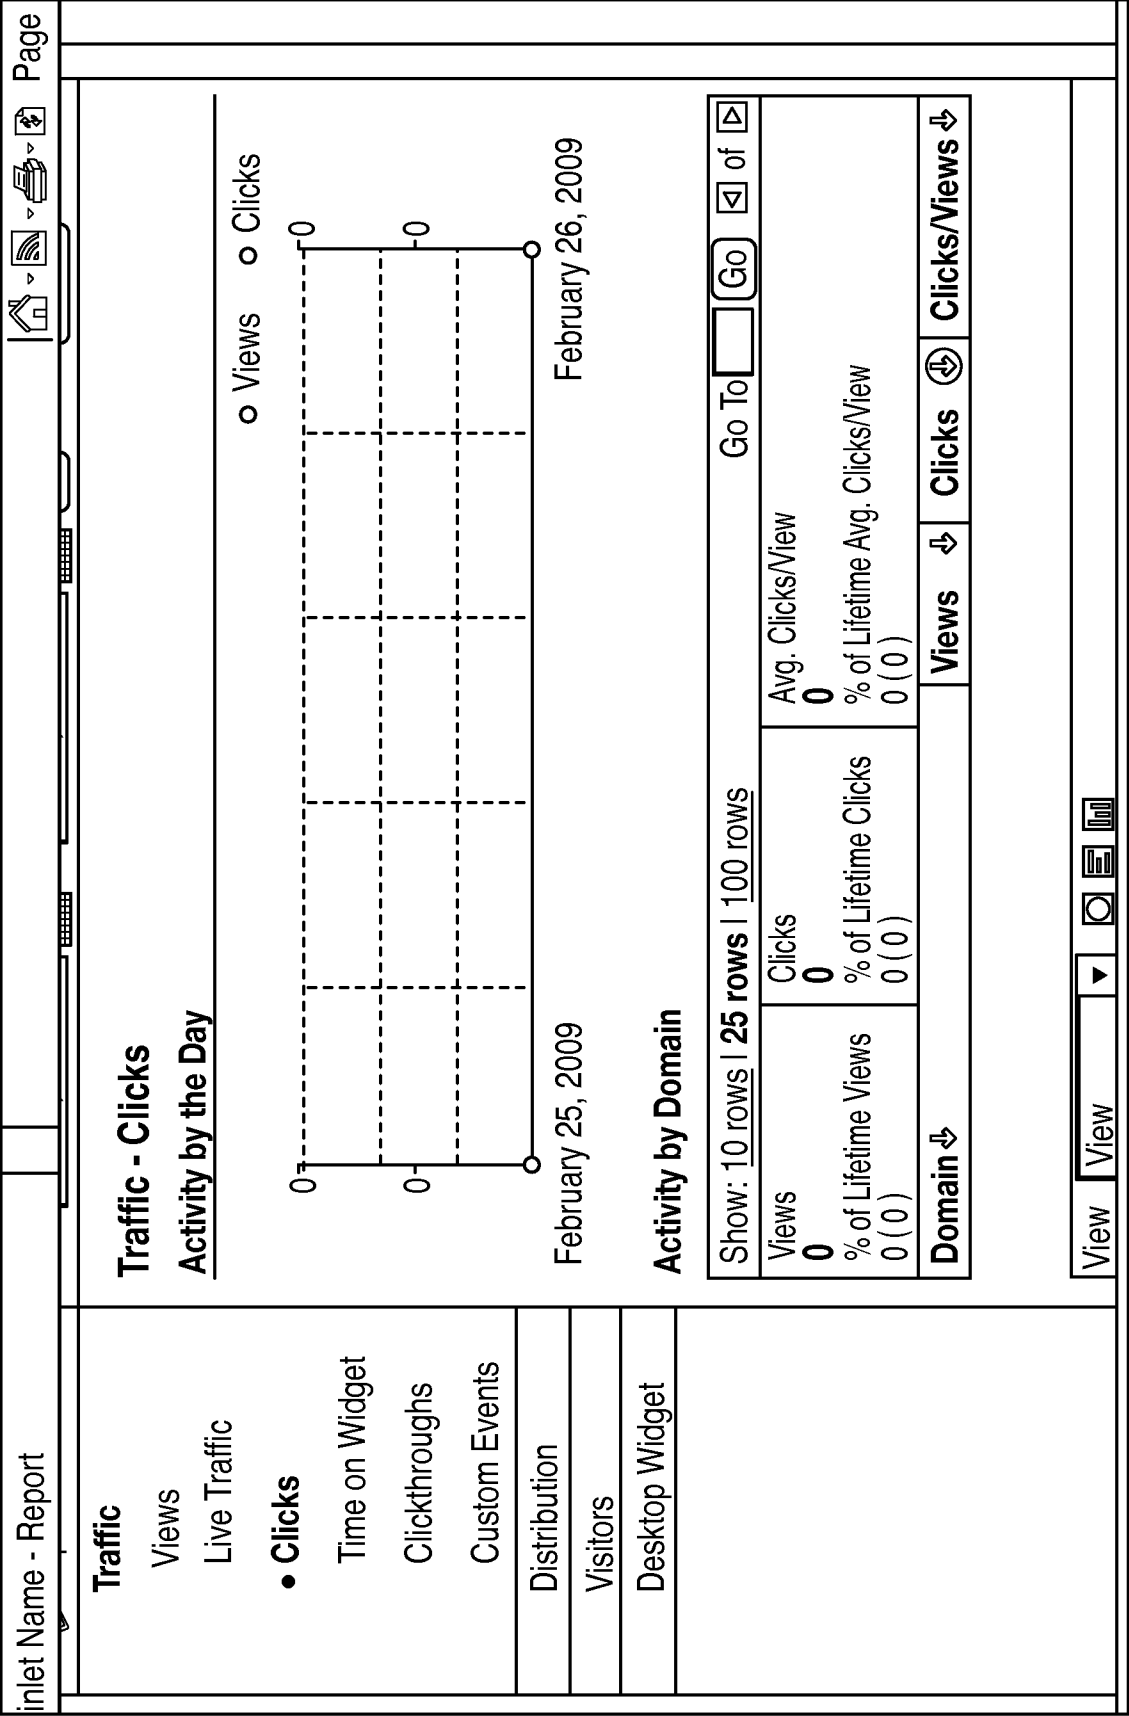 inlet Name - Report
Page
Traffic
Views
Live Traffic
• Clicks
Time on Widget
Clickthroughs
Custom Events
Distribution
Visitors
Desktop Widget
Traffic - Clicks
Activity by the Day
Views Clicks
0 0
0 0
February 25, 2009 February 26, 2009
Activity by Domain
Show: 10 rows | 25 rows | 100 rows Go To Go of
Views Clicks Avg. Clicks/View
0 0 0
% of Lifetime Views % of Lifetime Clicks % of Lifetime Avg. Clicks/View
0 ( 0 ) 0 ( 0 ) 0 ( 0 )
Domain Views Clicks Clicks/Views
View View